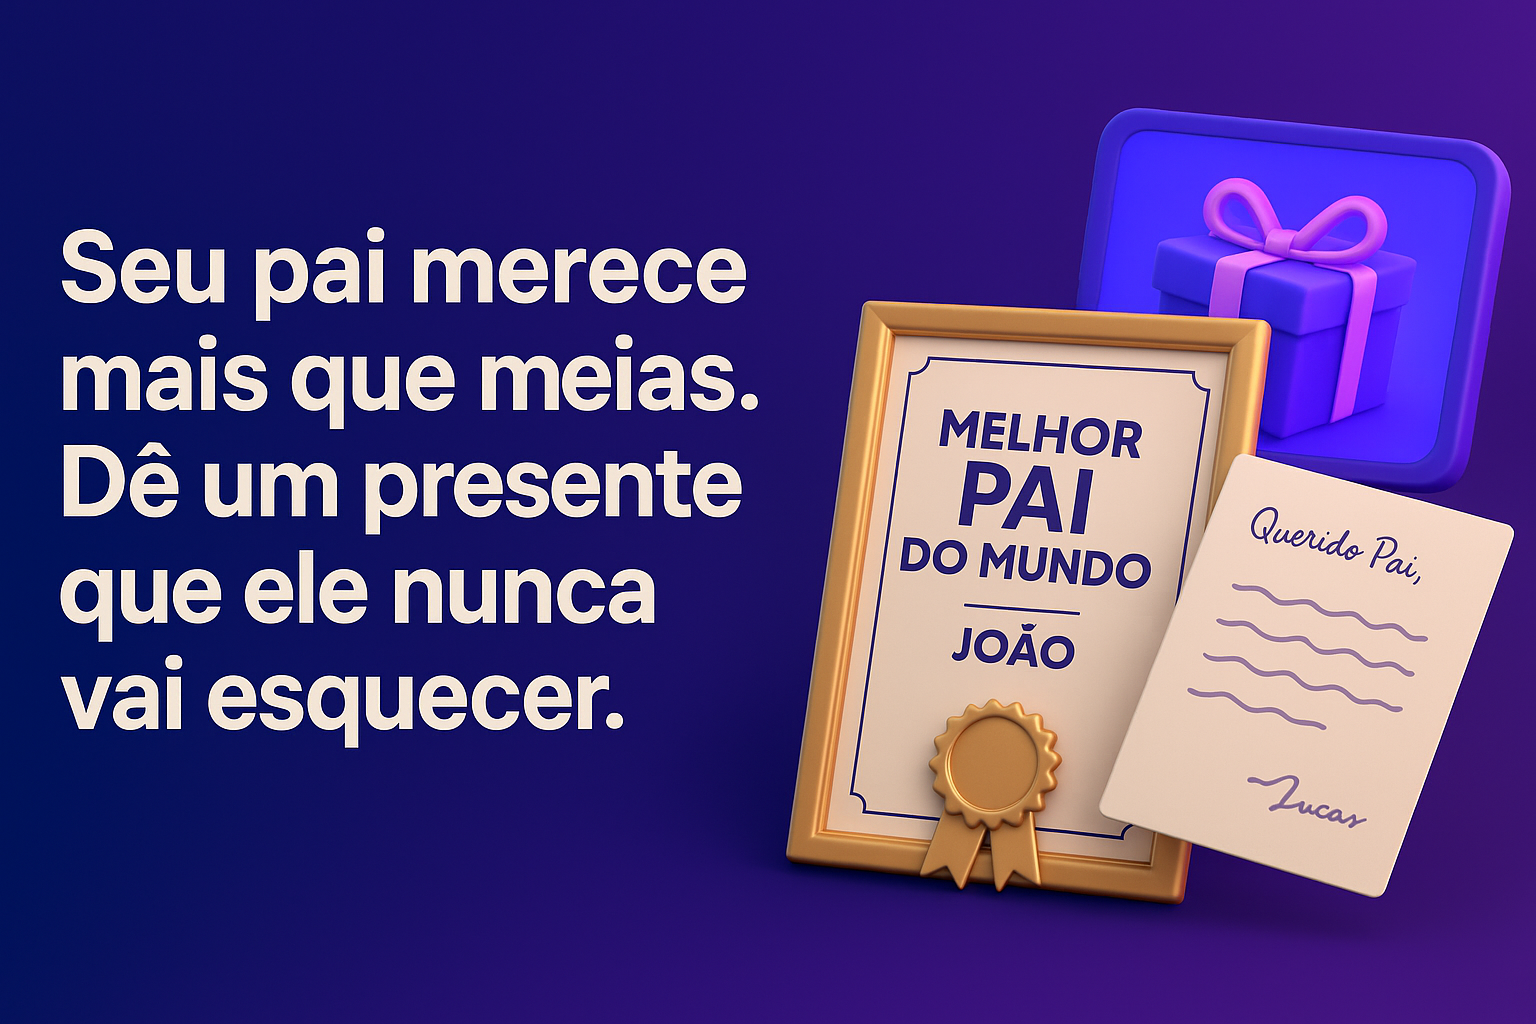 Seu pai merece
mais que meias.
Dê um presente
que ele nunca
vai esquecer.
MELHOR
PAI
DO MUNDO
JOÃO
Querido Pai,
Lucas